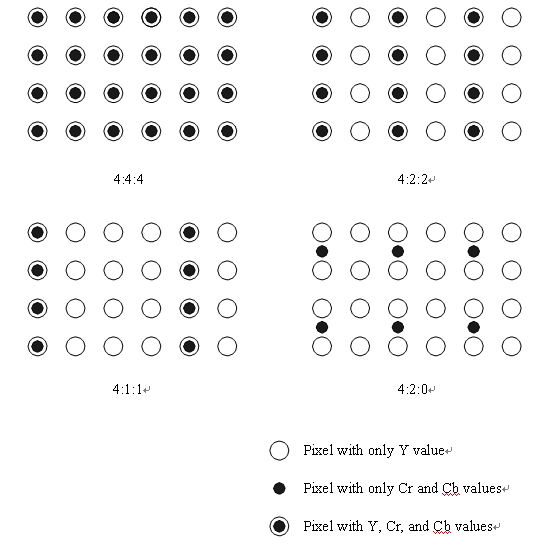 4:4:4
4:2:2
4:1:1
4:2:0
Pixel with only Y value
Pixel with only Cr and Cb values
Pixel with Y, Cr, and Cb values